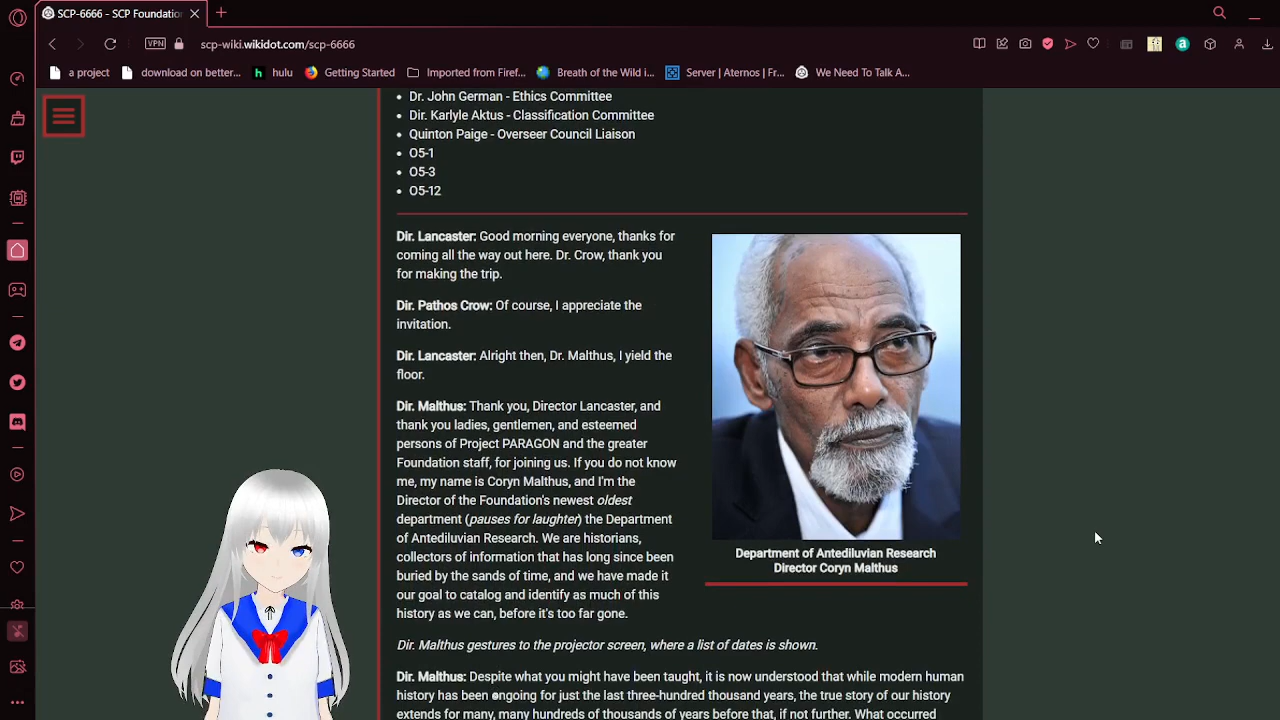 SCP-6666 - SCP Foundation
VPN
scp-wiki.wikidot.com/scp-6666
a project
download on better...
hulu
Getting Started
Imported from Firef...
Breath of the Wild i...
Server | Aternos | Fr...
We Need To Talk A...
Dr. John German - Ethics Committee
Dir. Karlyle Aktus - Classification Committee
Quinton Paige - Overseer Council Liaison
O5-1
O5-3
O5-12
Dir. Lancaster: Good morning everyone, thanks for
coming all the way out here. Dr. Crow, thank you
for making the trip.
Dir. Pathos Crow: Of course, I appreciate the
invitation.
Dir. Lancaster: Alright then, Dr. Malthus, I yield the
floor.
Dir. Malthus: Thank you, Director Lancaster, and
thank you ladies, gentlemen, and esteemed
persons of Project PARAGON and the greater
Foundation staff, for joining us. If you do not know
me, my name is Coryn Malthus, and I'm the
Director of the Foundation's newest oldest
department (pauses for laughter) the Department
of Antediluvian Research. We are historians,
collectors of information that has long since been
buried by the sands of time, and we have made it
our goal to catalog and identify as much of this
history as we can, before it's too far gone.
Department of Antediluvian Research
Director Coryn Malthus
Dir. Malthus gestures to the projector screen, where a list of dates is shown.
Dir. Malthus: Despite what you might have been taught, it is now understood that while modern human
history has been ongoing for just the last three-hundred thousand years, the true story of our history
extends for many, many hundreds of thousands of years before that, if not further. What occurred